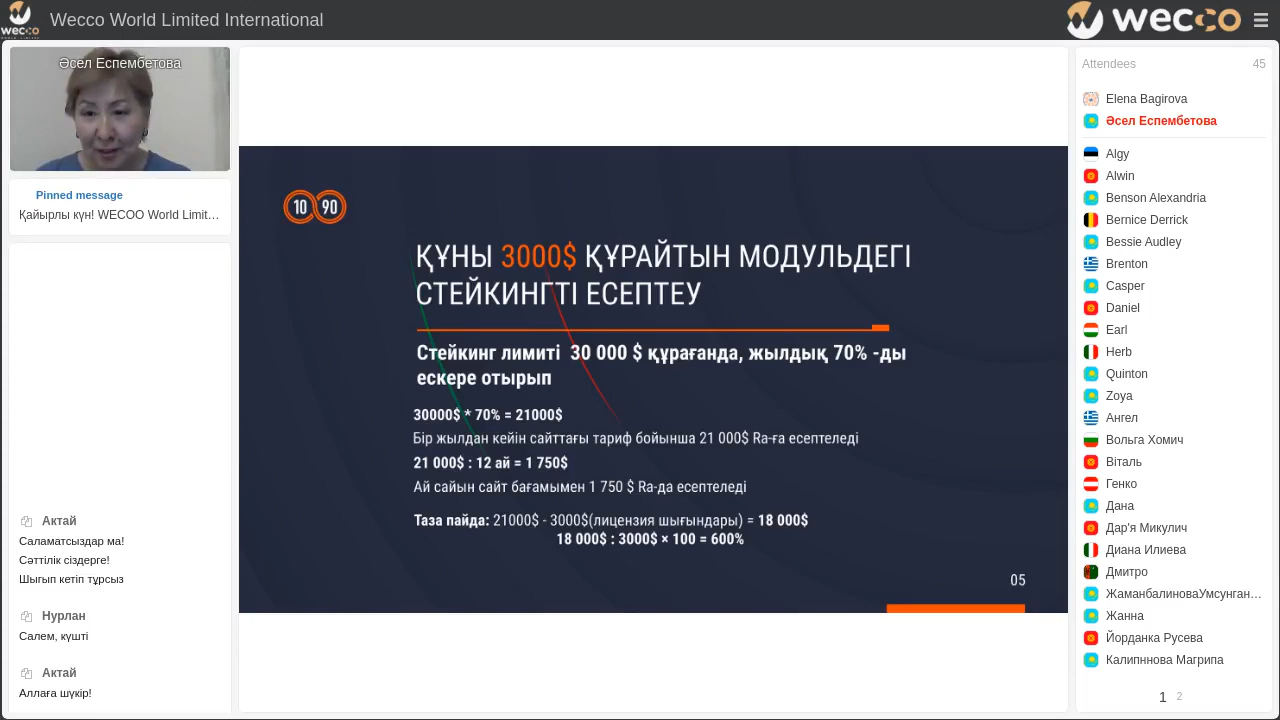 wecco
Wecco World Limited International
wecco
Әсел Еспембетова
Pinned message
Қайырлы күн! WECOO World Limit…
Актай
Саламатсыздар ма!
Сәттілік сіздерге!
Шығып кетіп тұрсыз
Нурлан
Салем, күшті
Актай
Аллаға шүкір!
10 90
ҚҰНЫ 3000$ ҚҰРАЙТЫН МОДУЛЬДЕГІ
СТЕЙКИНГТІ ЕСЕПТЕУ
Стейкинг лимиті 30 000 $ құрағанда, жылдық 70% -ды
ескере отырып
30000$ * 70% = 21000$
Бір жылдан кейін сайттағы тариф бойынша 21 000$ Ra-ға есептеледі
21 000$ : 12 ай = 1 750$
Ай сайын сайт бағамымен 1 750 $ Ra-да есептеледі
Таза пайда: 21000$ - 3000$(лицензия шығындары) = 18 000$
18 000$ : 3000$ × 100 = 600%
05
Attendees 45
Elena Bagirova
Әсел Еспембетова
Algy
Alwin
Benson Alexandria
Bernice Derrick
Bessie Audley
Brenton
Casper
Daniel
Earl
Herb
Quinton
Zoya
Ангел
Вольга Хомич
Віталь
Генко
Дана
Дар'я Микулич
Диана Илиева
Дмитро
ЖаманбалиноваУмсунган…
Жанна
Йорданка Русева
Калипннова Магрипа
1 2